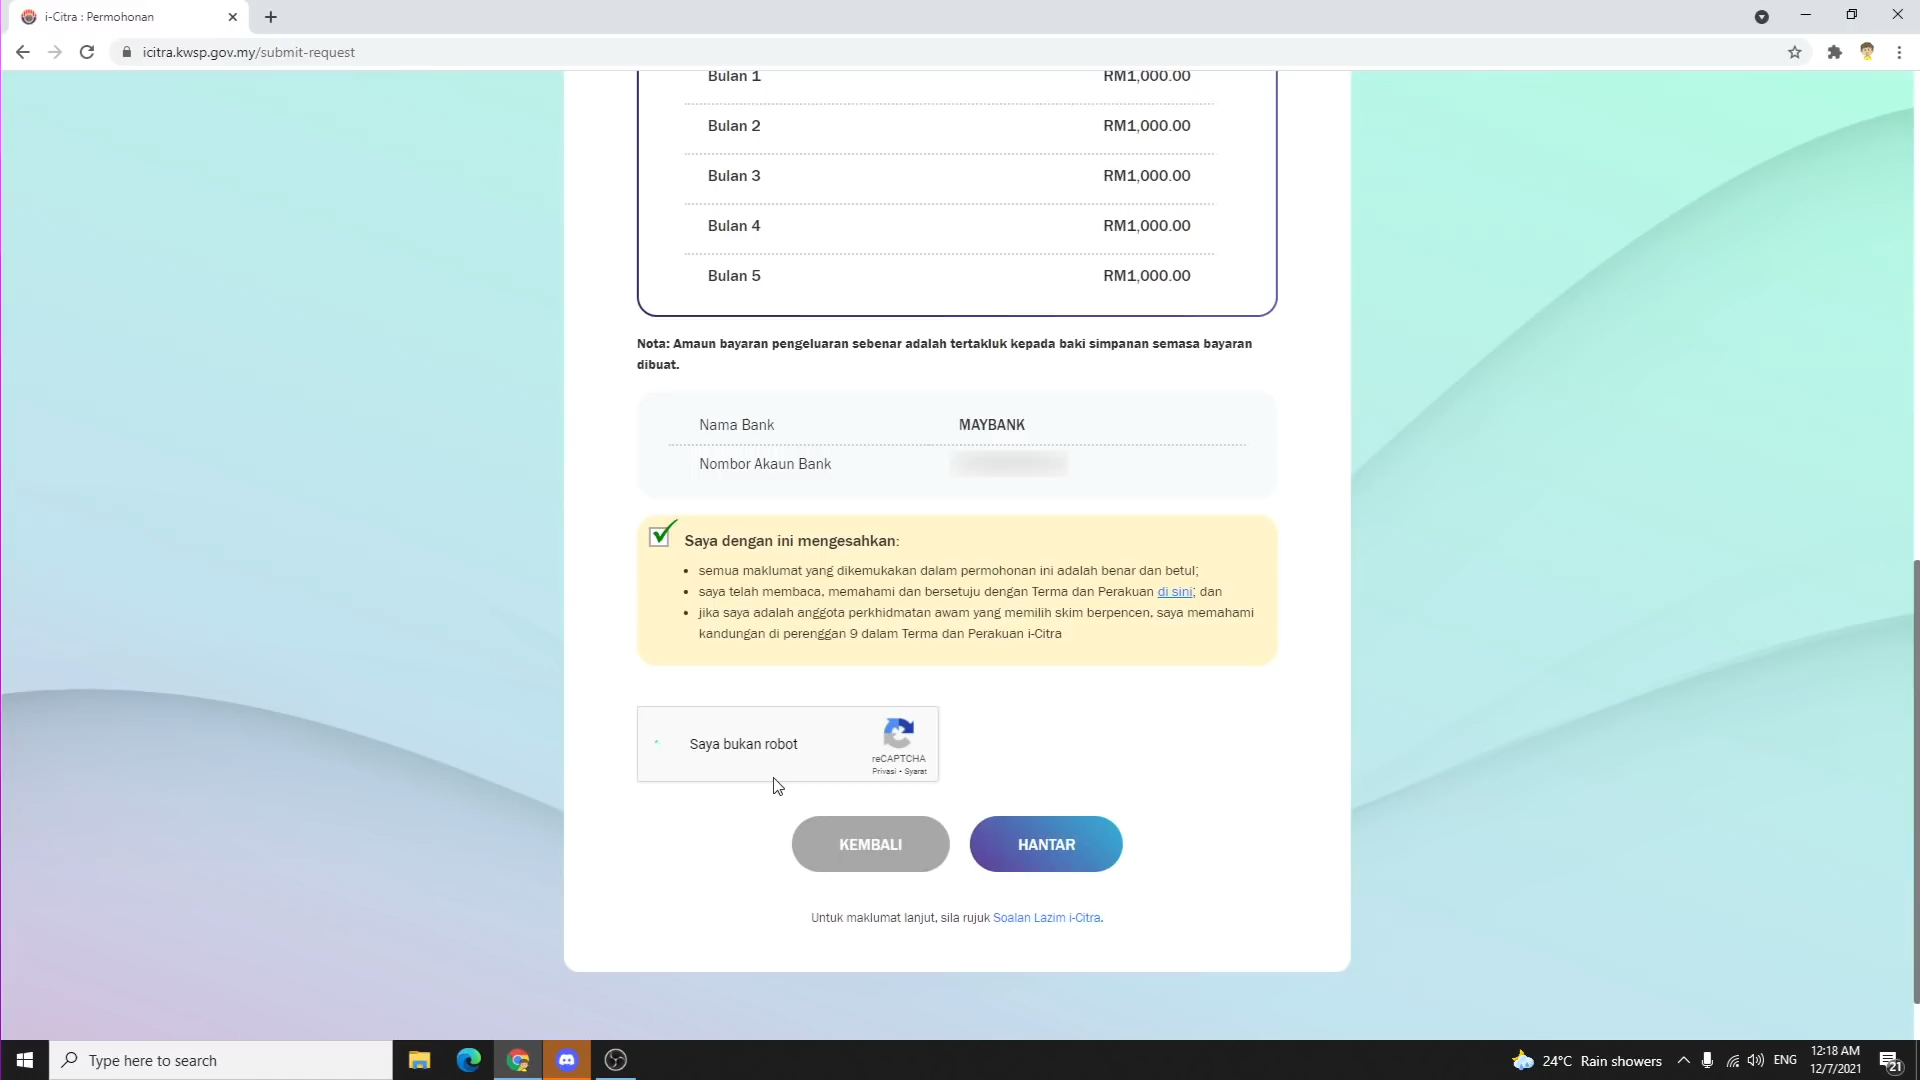 i-Citra : Permohonan
icitra.kwsp.gov.my/submit-request
Bulan 1 RM1,000.00
Bulan 2 RM1,000.00
Bulan 3 RM1,000.00
Bulan 4 RM1,000.00
Bulan 5 RM1,000.00
Nota: Amaun bayaran pengeluaran sebenar adalah tertakluk kepada baki simpanan semasa bayaran
dibuat.
Nama Bank MAYBANK
Nombor Akaun Bank
Saya dengan ini mengesahkan:
• semua maklumat yang dikemukakan dalam permohonan ini adalah benar dan betul;
• saya telah membaca, memahami dan bersetuju dengan Terma dan Perakuan di sini; dan
• jika saya adalah anggota perkhidmatan awam yang memilih skim berpencen, saya memahami
kandungan di perenggan 9 dalam Terma dan Perakuan i-Citra
Saya bukan robot
reCAPTCHA
Privasi - Syarat
KEMBALI HANTAR
Untuk maklumat lanjut, sila rujuk Soalan Lazim i-Citra.
Type here to search
24°C Rain showers
ENG
12:18 AM
12/7/2021
21